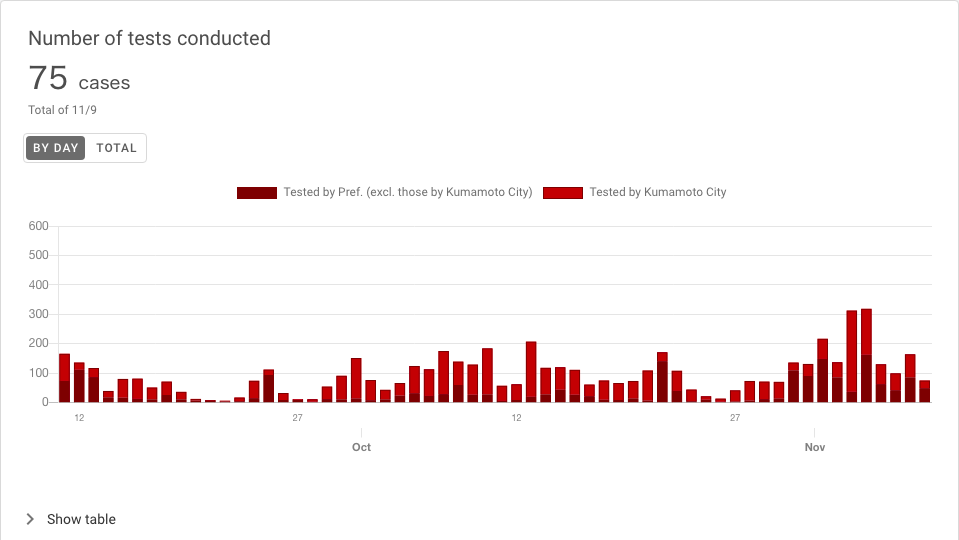 Number of tests conducted
75 cases
Total of 11/9
BY DAY TOTAL
Tested by Pref. (excl. those by Kumamoto City) Tested by Kumamoto City
600
500
400
300
200
100
0
12 27 12 27
Oct Nov
Show table